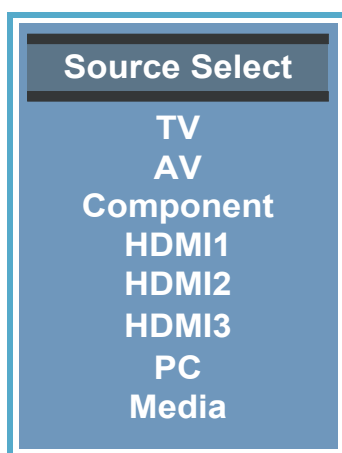 Source Select
TV
AV
Component
HDMI1
HDMI2
HDMI3
PC
Media